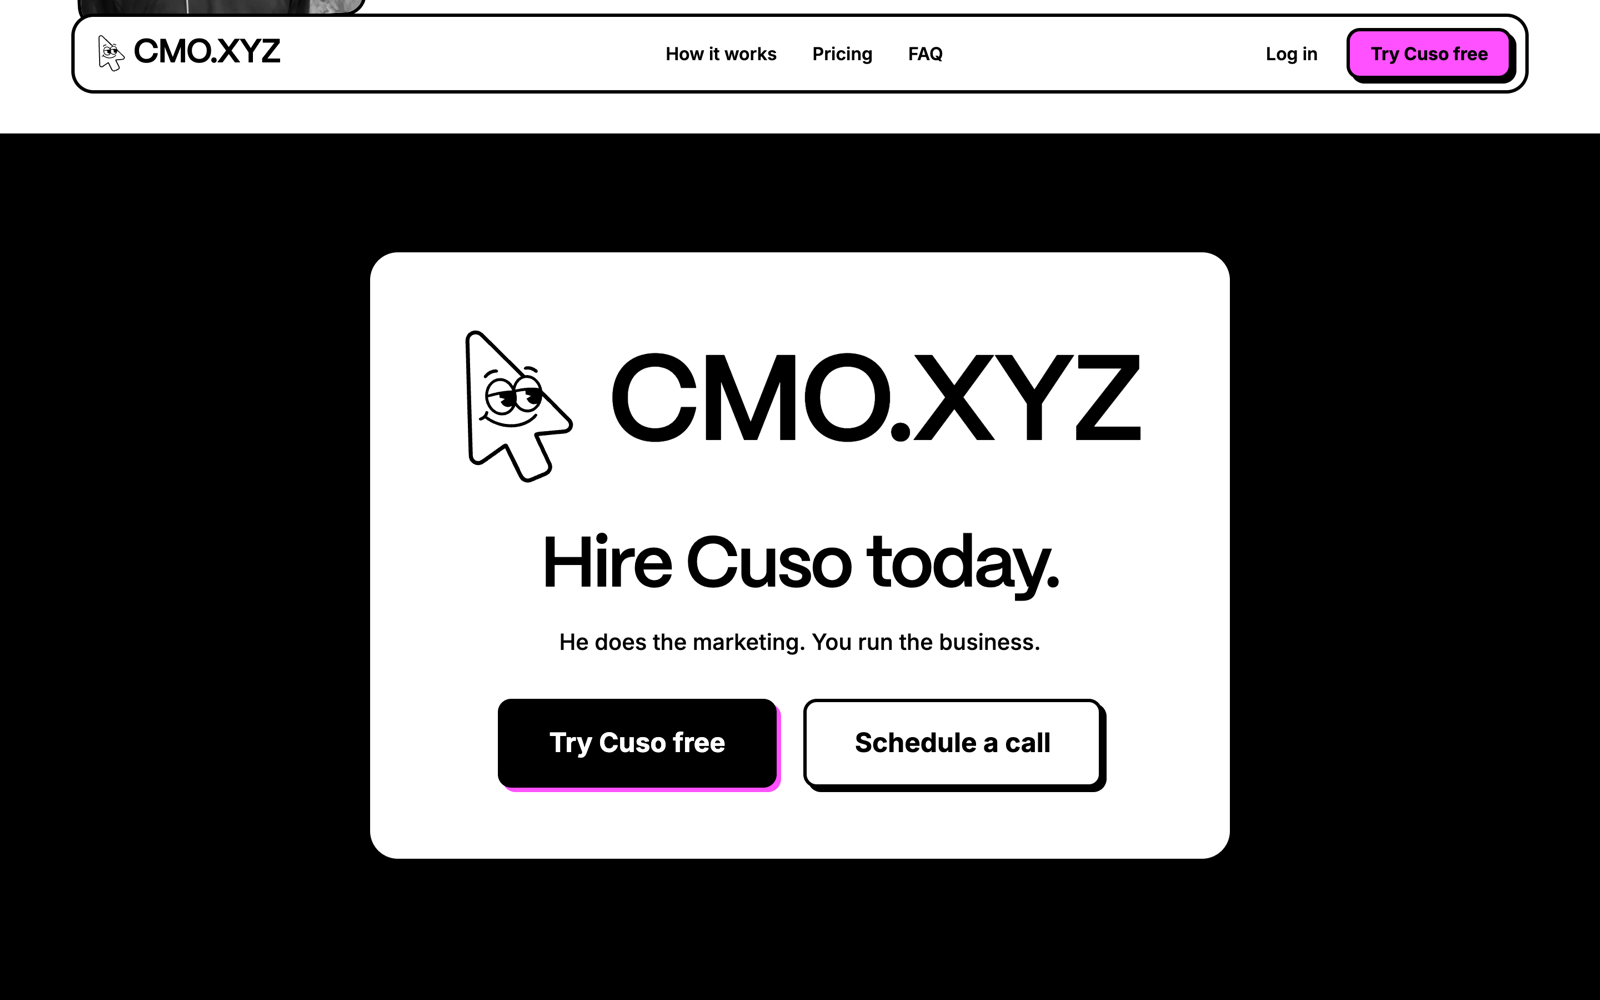 CMO.XYZ
How it works
Pricing
FAQ
Log in
Try Cuso free
CMO.XYZ
Hire Cuso today.
He does the marketing. You run the business.
Try Cuso free
Schedule a call